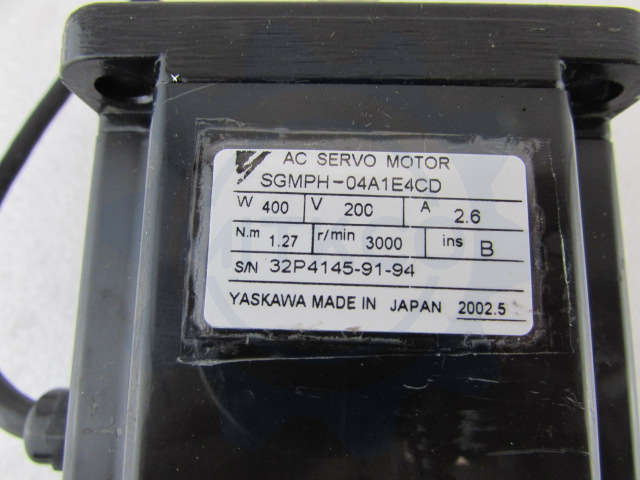 AC SERVO MOTOR
SGMPH-04A1E4CD
W 400 V 200 A 2.6
N.m 1.27 r/min 3000 ins B
S/N 32P4145-91-94
YASKAWA MADE IN JAPAN 2002.5